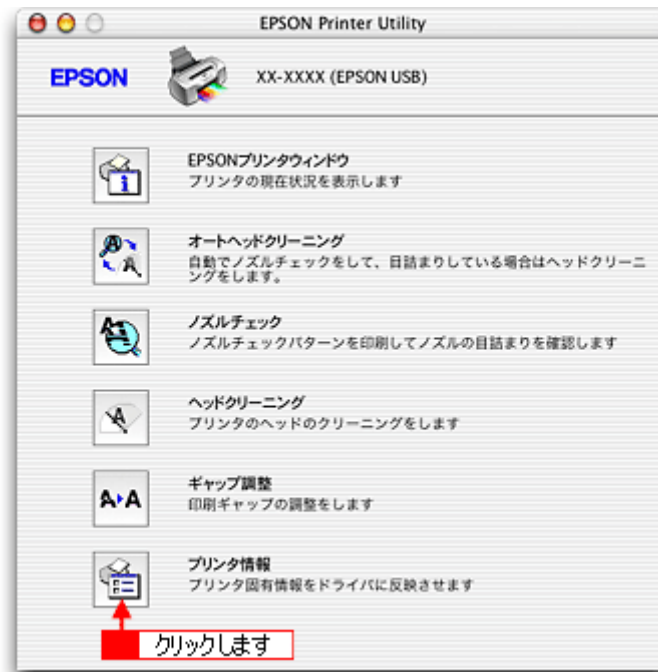 EPSON Printer Utility
EPSON
XX-XXXX (EPSON USB)
EPSONプリンタウィンドウ
プリンタの現在状況を表示します
オートヘッドクリーニング
自動でノズルチェックをして、目詰まりしている場合はヘッドクリーニ
ングをします。
ノズルチェック
ノズルチェックパターンを印刷してノズルの目詰まりを確認します
ヘッドクリーニング
プリンタのヘッドのクリーニングをします
A▸A
ギャップ調整
印刷ギャップの調整をします
プリンタ情報
プリンタ固有情報をドライバに反映させます
クリックします